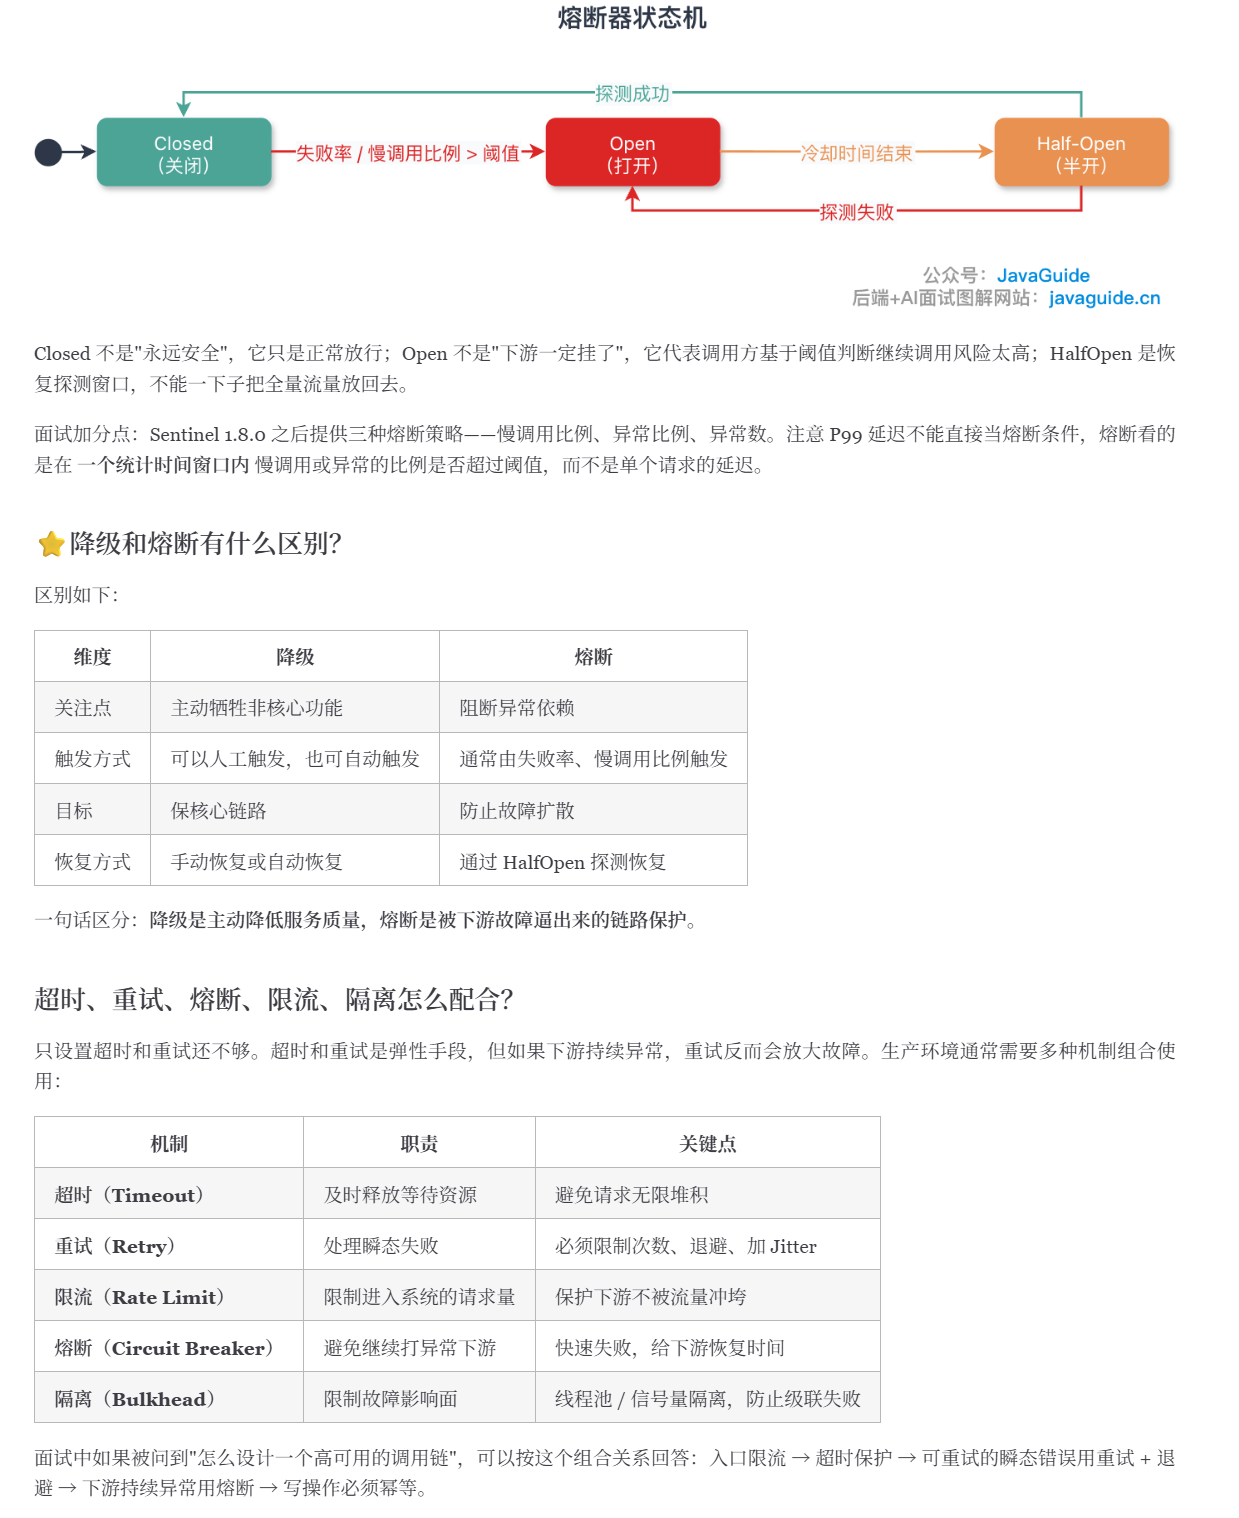 熔断器状态机
探测成功
Closed
(关闭)
失败率 / 慢调用比例 > 阈值
Open
(打开)
冷却时间结束
Half-Open
(半开)
探测失败
公众号：JavaGuide
后端+AI面试图解网站：javaguide.cn
Closed 不是"永远安全"，它只是正常放行；Open 不是"下游一定挂了"，它代表调用方基于阈值判断继续调用风险太高；HalfOpen 是恢
复探测窗口，不能一下子把全量流量放回去。
面试加分点：Sentinel 1.8.0 之后提供三种熔断策略——慢调用比例、异常比例、异常数。注意 P99 延迟不能直接当熔断条件，熔断看的
是在 一个统计时间窗口内 慢调用或异常的比例是否超过阈值，而不是单个请求的延迟。
⭐降级和熔断有什么区别？
区别如下：
维度 降级 熔断
关注点 主动牺牲非核心功能 阻断异常依赖
触发方式 可以人工触发，也可自动触发 通常由失败率、慢调用比例触发
目标 保核心链路 防止故障扩散
恢复方式 手动恢复或自动恢复 通过 HalfOpen 探测恢复
一句话区分：降级是主动降低服务质量，熔断是被下游故障逼出来的链路保护。
超时、重试、熔断、限流、隔离怎么配合？
只设置超时和重试还不够。超时和重试是弹性手段，但如果下游持续异常，重试反而会放大故障。生产环境通常需要多种机制组合使
用：
机制 职责 关键点
超时（Timeout） 及时释放等待资源 避免请求无限堆积
重试（Retry） 处理瞬态失败 必须限制次数、退避、加 Jitter
限流（Rate Limit） 限制进入系统的请求量 保护下游不被流量冲垮
熔断（Circuit Breaker） 避免继续打异常下游 快速失败，给下游恢复时间
隔离（Bulkhead） 限制故障影响面 线程池 / 信号量隔离，防止级联失败
面试中如果被问到"怎么设计一个高可用的调用链"，可以按这个组合关系回答：入口限流 → 超时保护 → 可重试的瞬态错误用重试 + 退
避 → 下游持续异常用熔断 → 写操作必须幂等。